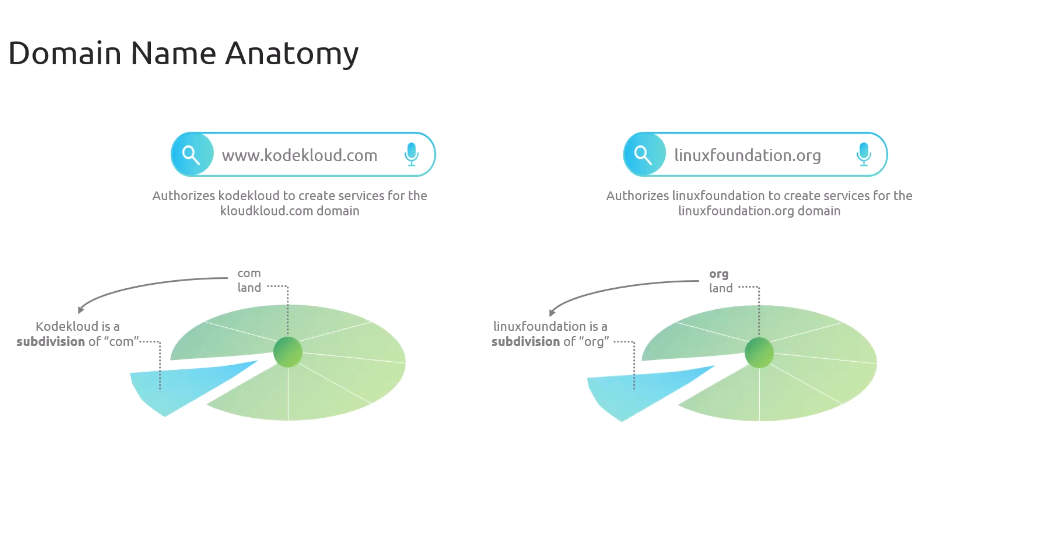 Domain Name Anatomy
www.kodekloud.com
Authorizes kodekloud to create services for the
kloudkloud.com domain
com
land
Kodekloud is a
subdivision of “com”
linuxfoundation.org
Authorizes linuxfoundation to create services for the
linuxfoundation.org domain
org
land
linuxfoundation is a
subdivision of “org”